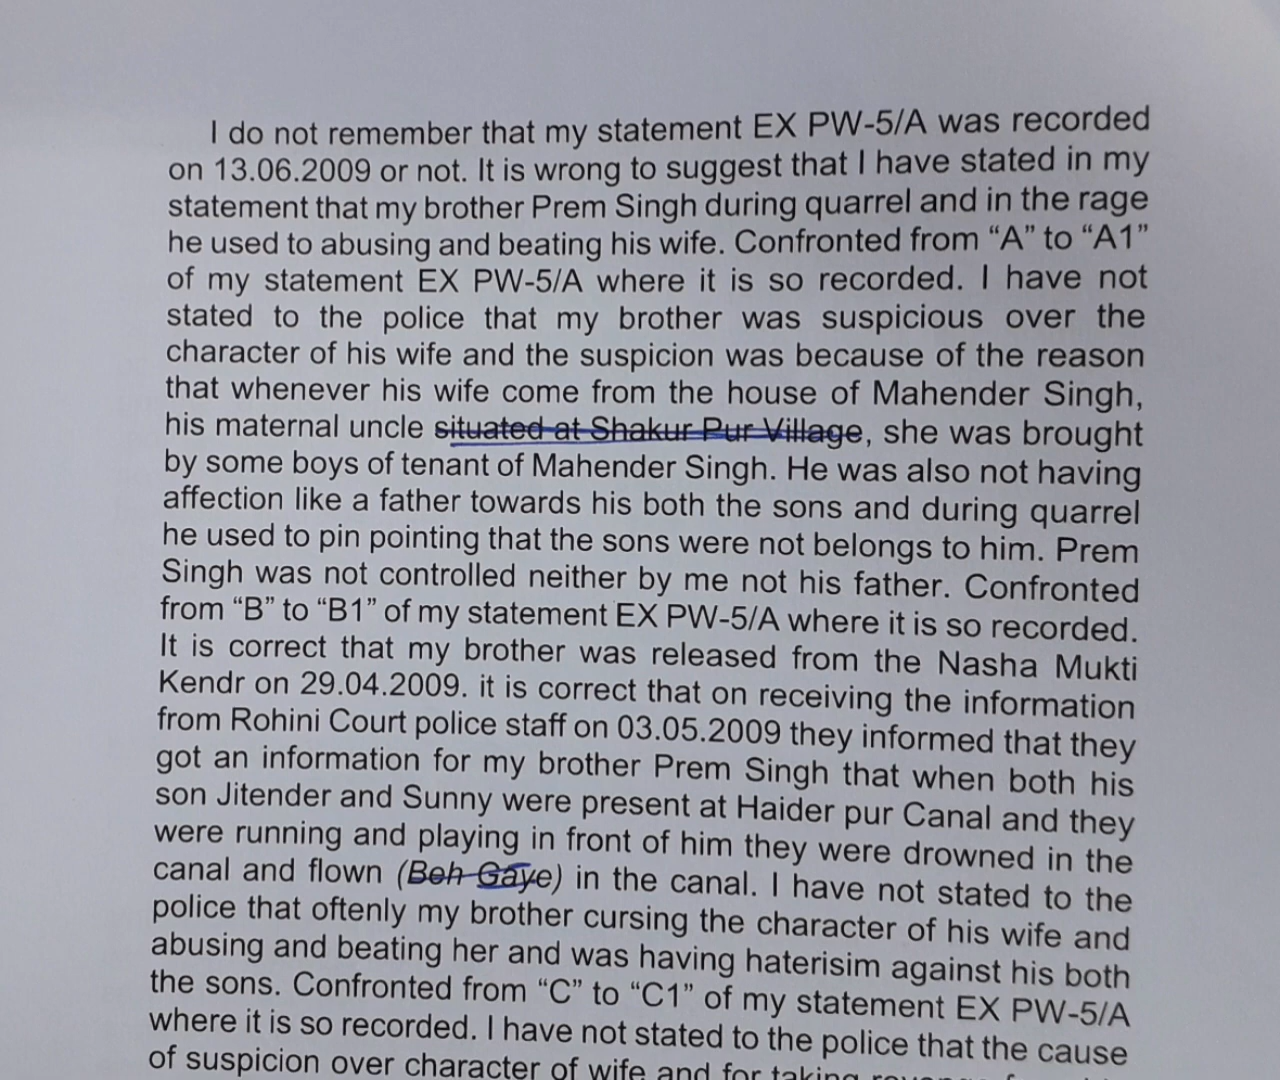 I do not remember that my statement EX PW-5/A was recorded
on 13.06.2009 or not. It is wrong to suggest that I have stated in my
statement that my brother Prem Singh during quarrel and in the rage
he used to abusing and beating his wife. Confronted from “A” to “A1”
of my statement EX PW-5/A where it is so recorded. I have not
stated to the police that my brother was suspicious over the
character of his wife and the suspicion was because of the reason
that whenever his wife come from the house of Mahender Singh,
his maternal uncle situated at Shakur Pur Village, she was brought
by some boys of tenant of Mahender Singh. He was also not having
affection like a father towards his both the sons and during quarrel
he used to pin pointing that the sons were not belongs to him. Prem
Singh was not controlled neither by me not his father. Confronted
from “B” to “B1” of my statement EX PW-5/A where it is so recorded.
It is correct that my brother was released from the Nasha Mukti
Kendr on 29.04.2009. it is correct that on receiving the information
from Rohini Court police staff on 03.05.2009 they informed that they
got an information for my brother Prem Singh that when both his
son Jitender and Sunny were present at Haider pur Canal and they
were running and playing in front of him they were drowned in the
canal and flown (Beh Gaye) in the canal. I have not stated to the
police that oftenly my brother cursing the character of his wife and
abusing and beating her and was having haterisim against his both
the sons. Confronted from “C” to “C1” of my statement EX PW-5/A
where it is so recorded. I have not stated to the police that the cause
of suspicion over character of wife and for taking revenge